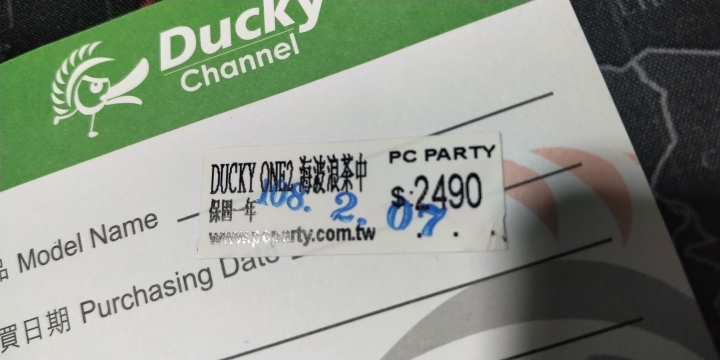 Ducky
Channel
DUCKY ONE2 海波浪茶中
PC PARTY
$:2490
保固一年
108. 2. 07
www.pcparty.com.tw
品 Model Name
買日期 Purchasing Date